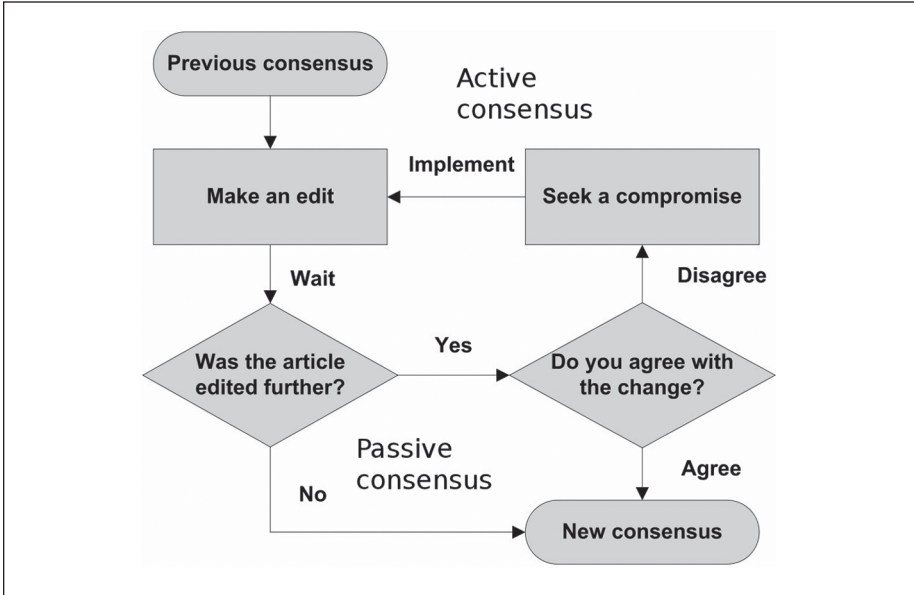 Previous consensus
Active
consensus
Implement
Make an edit
Seek a compromise
Wait
Disagree
Was the article
edited further?
Yes
Do you agree with
the change?
Passive
consensus
No
Agree
New consensus